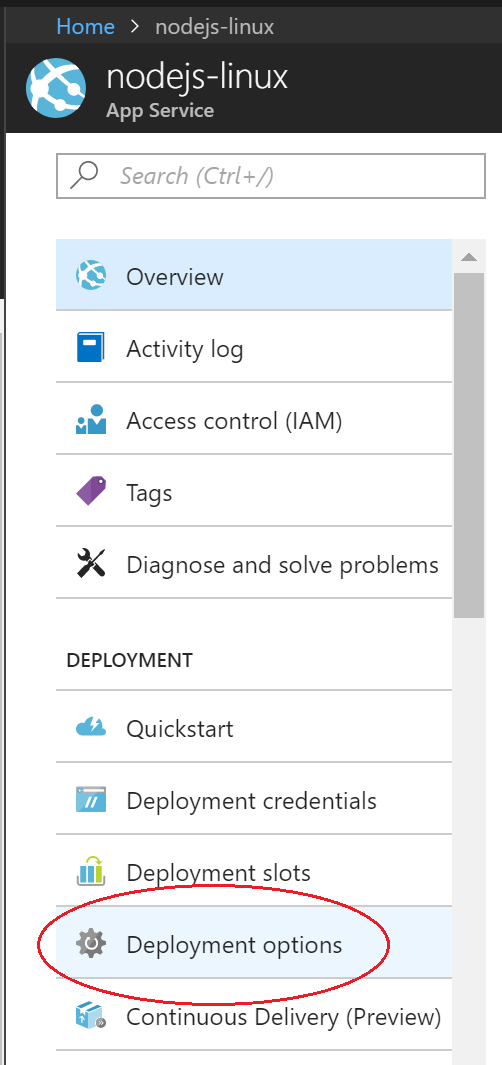 Home > nodejs-linux
nodejs-linux
App Service
Search (Ctrl+/)
Overview
Activity log
Access control (IAM)
Tags
Diagnose and solve problems
DEPLOYMENT
Quickstart
Deployment credentials
Deployment slots
Deployment options
Continuous Delivery (Preview)